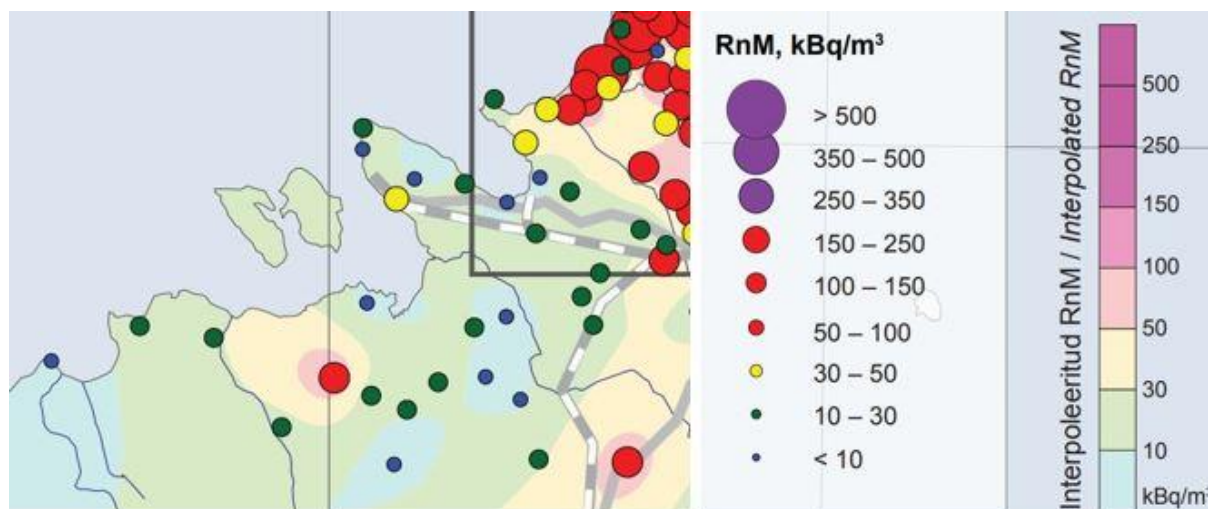 RnM, kBq/m³
> 500
350 – 500
250 – 350
150 – 250
100 – 150
50 – 100
30 – 50
10 – 30
< 10
Interpoleeritud RnM / Interpolated RnM
500
250
150
100
50
30
10
kBq/m³